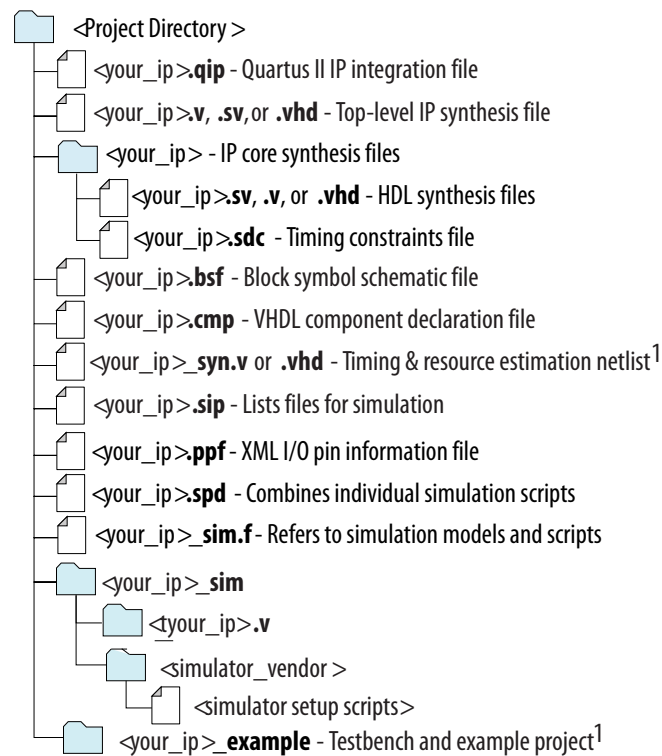 <Project Directory >
<your_ip>.qip - Quartus II IP integration file
<your_ip>.v, .sv, or .vhd - Top-level IP synthesis file
<your_ip> - IP core synthesis files
<your_ip>.sv, .v, or .vhd - HDL synthesis files
<your_ip>.sdc - Timing constraints file
<your_ip>.bsf - Block symbol schematic file
<your_ip>.cmp - VHDL component declaration file
<your_ip>_syn.v or .vhd - Timing & resource estimation netlist1
<your_ip>.sip - Lists files for simulation
<your_ip>.ppf - XML I/O pin information file
<your_ip>.spd - Combines individual simulation scripts
<your_ip>_sim.f - Refers to simulation models and scripts
<your_ip>_sim
<tyour_ip>.v
<simulator_vendor >
<simulator setup scripts>
<your_ip>_example - Testbench and example project1